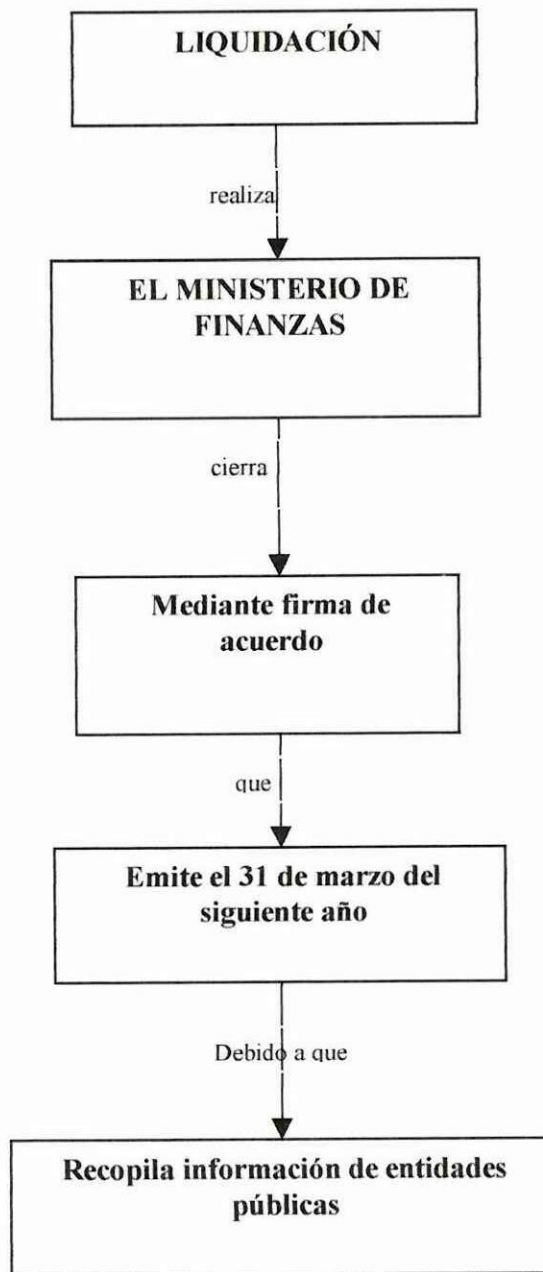 LIQUIDACIÓN
realiza
EL MINISTERIO DE
FINANZAS
cierra
Mediante firma de
acuerdo
que
Emite el 31 de marzo del
siguiente año
Debido a que
Recopila información de entidades
públicas